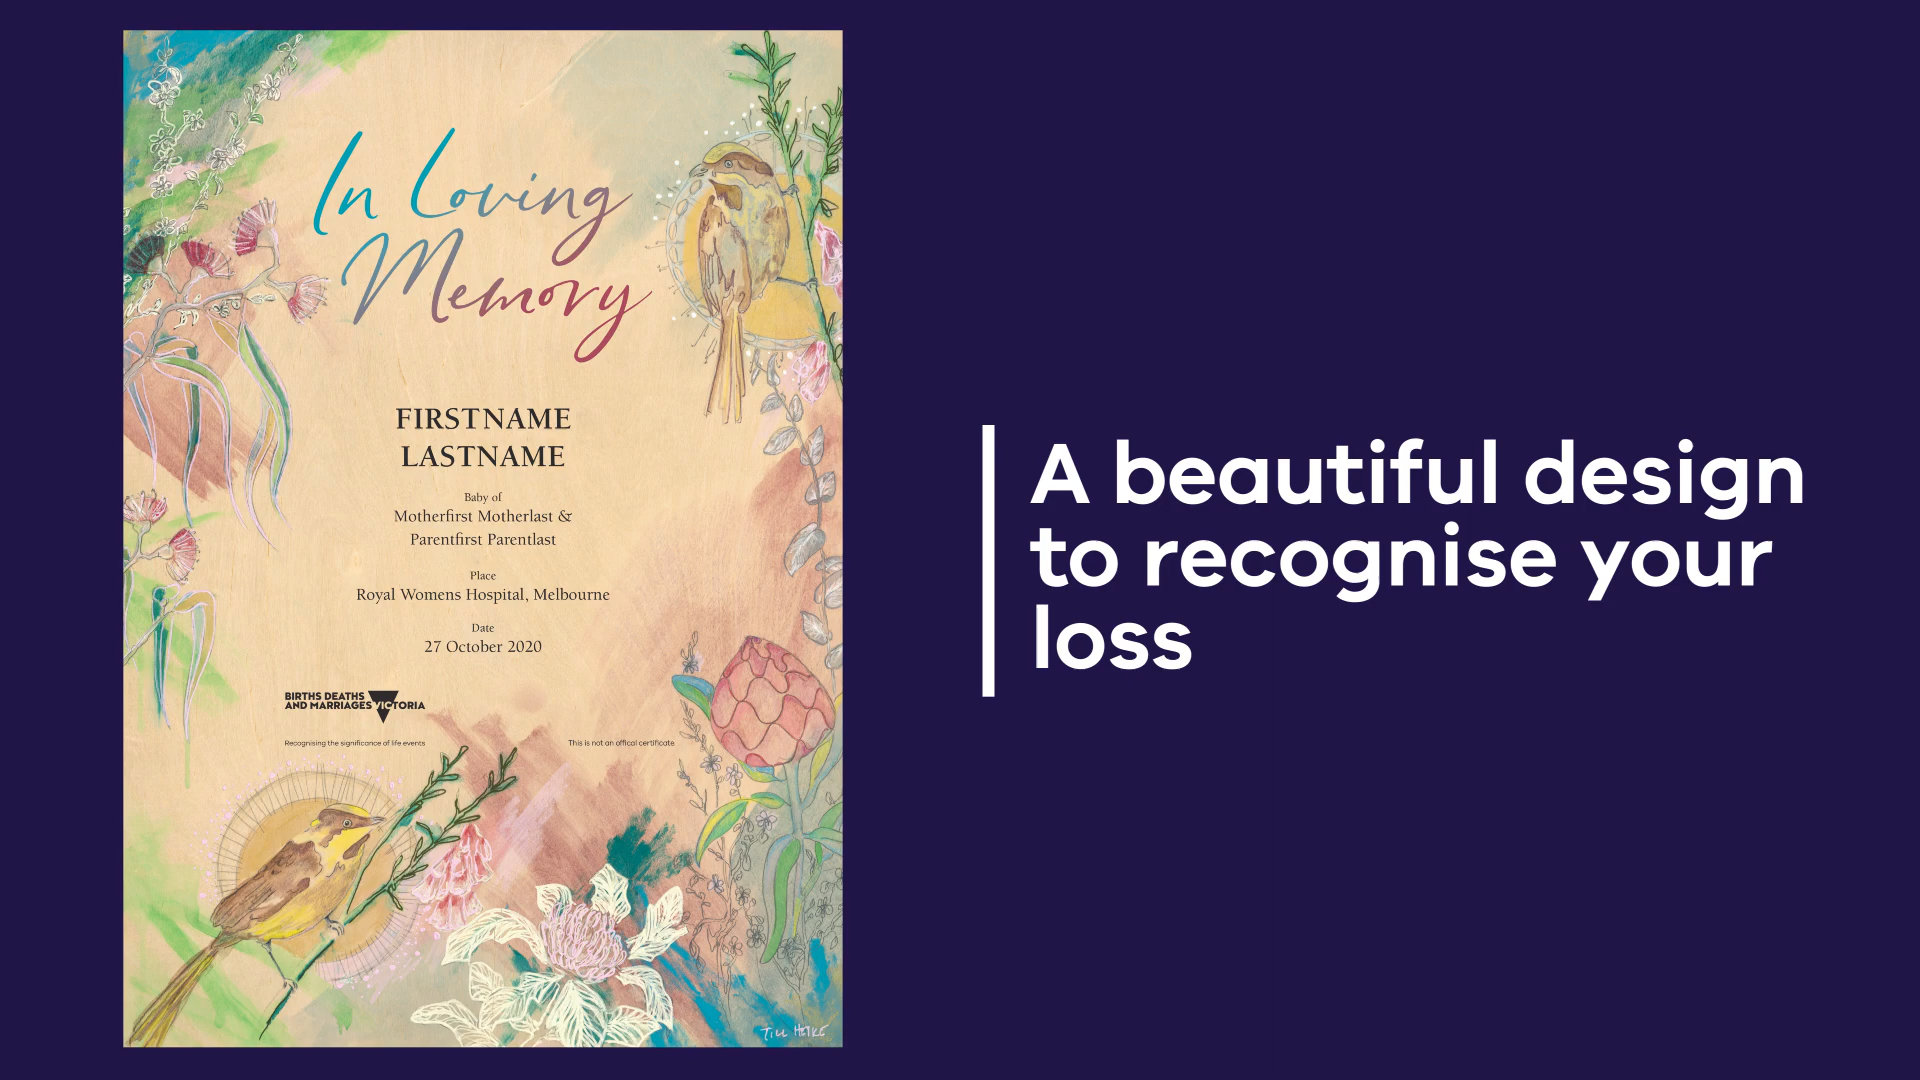 In Loving
Memory
FIRSTNAME
LASTNAME
Baby of
Motherfirst Motherlast &
Parentfirst Parentlast
Place
Royal Womens Hospital, Melbourne
Date
27 October 2020
BIRTHS DEATHS
AND MARRIAGES VICTORIA
Recognising the significance of life events
This is not an offical certificate
A beautiful design
to recognise your
loss